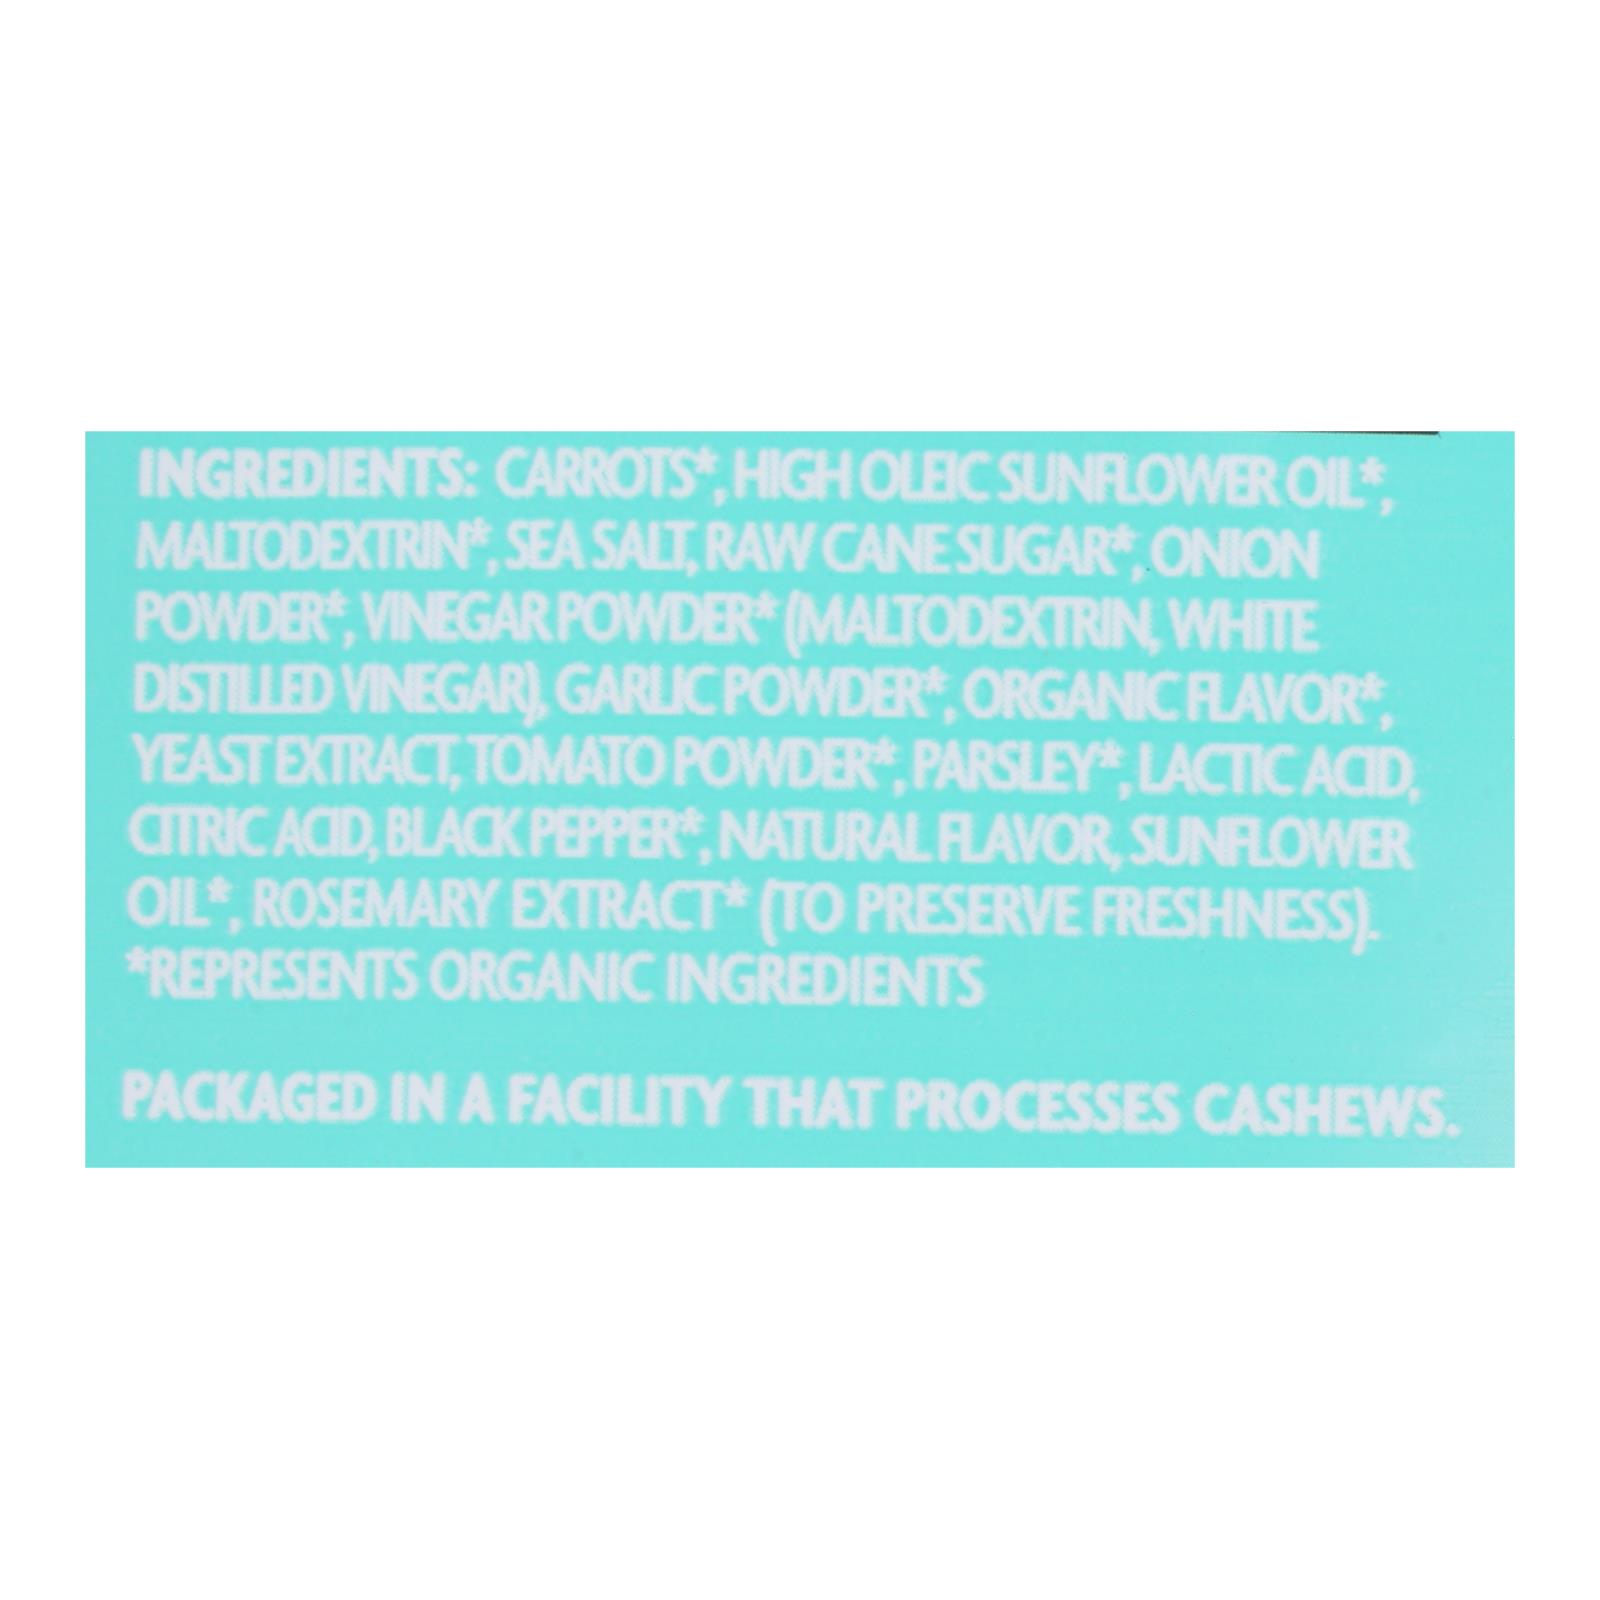 INGREDIENTS: CARROTS*, HIGH OLEIC SUNFLOWER OIL*,
MALTODEXTRIN*, SEA SALT, RAW CANE SUGAR*, ONION
POWDER*, VINEGAR POWDER* (MALTODEXTRIN, WHITE
DISTILLED VINEGAR), GARLIC POWDER*, ORGANIC FLAVOR*,
YEAST EXTRACT, TOMATO POWDER*, PARSLEY*, LACTIC ACID,
CITRIC ACID, BLACK PEPPER*, NATURAL FLAVOR, SUNFLOWER
OIL*, ROSEMARY EXTRACT* (TO PRESERVE FRESHNESS).
*REPRESENTS ORGANIC INGREDIENTS
PACKAGED IN A FACILITY THAT PROCESSES CASHEWS.